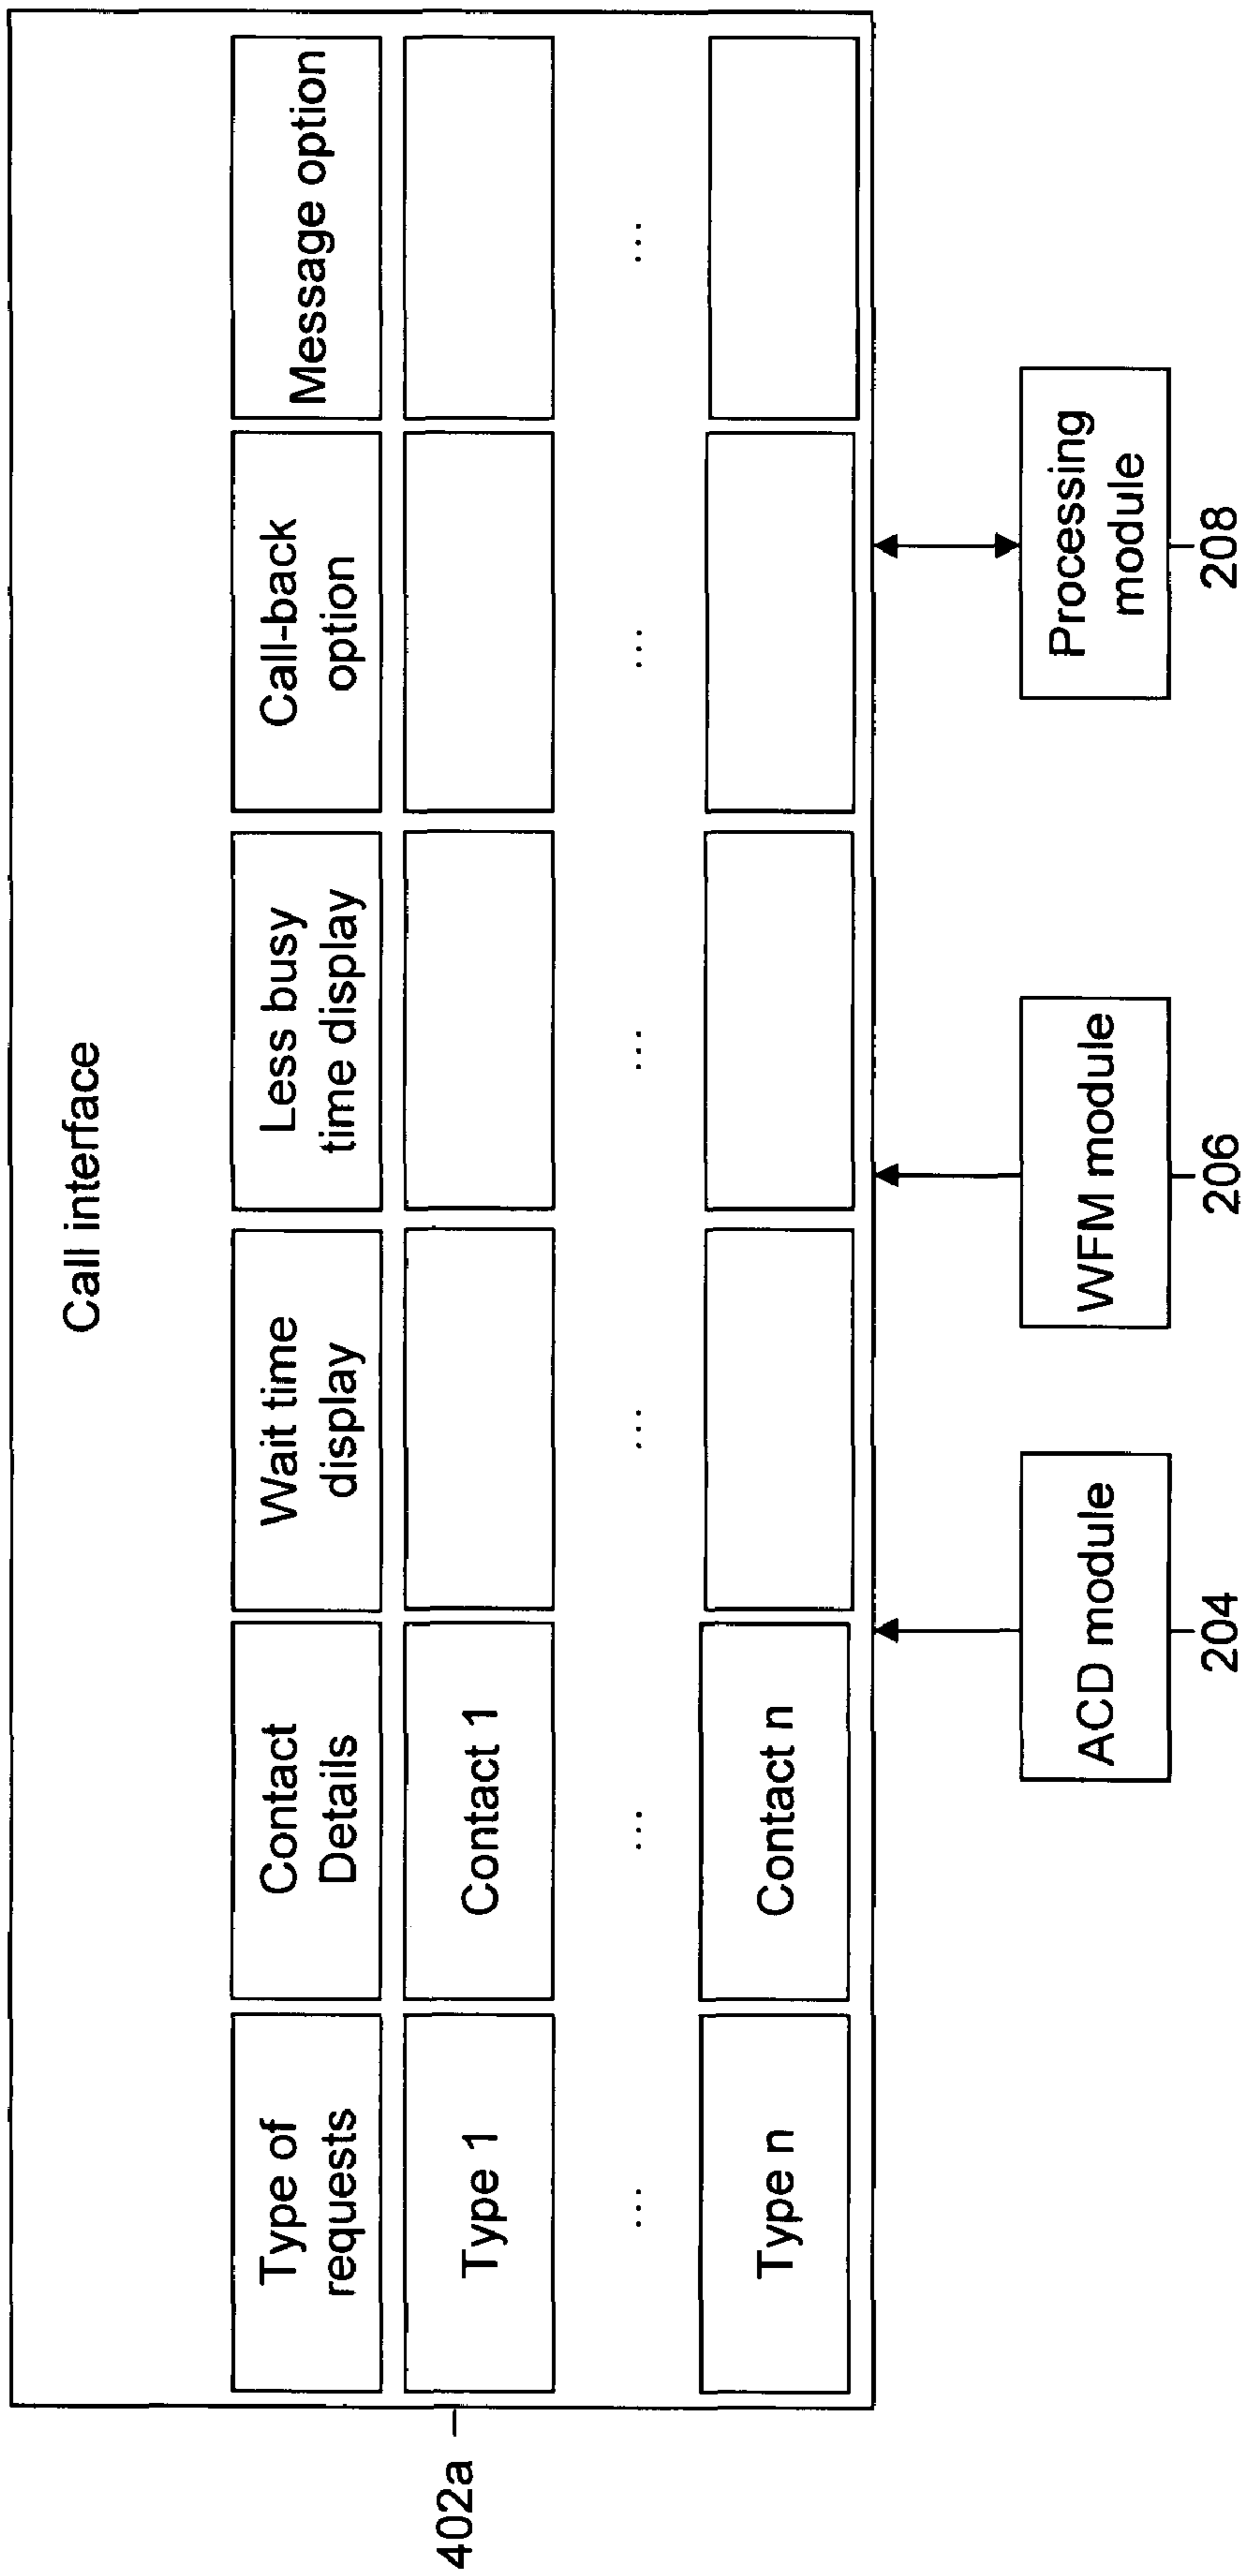 Call interface
Type of
requests
Contact
Details
Wait time
display
Less busy
time display
Call-back
option
Message option
402a
Type 1
Contact 1
... ... ... ... ... ...
Type n
Contact n
ACD module
WFM module
Processing
module
204
206
208